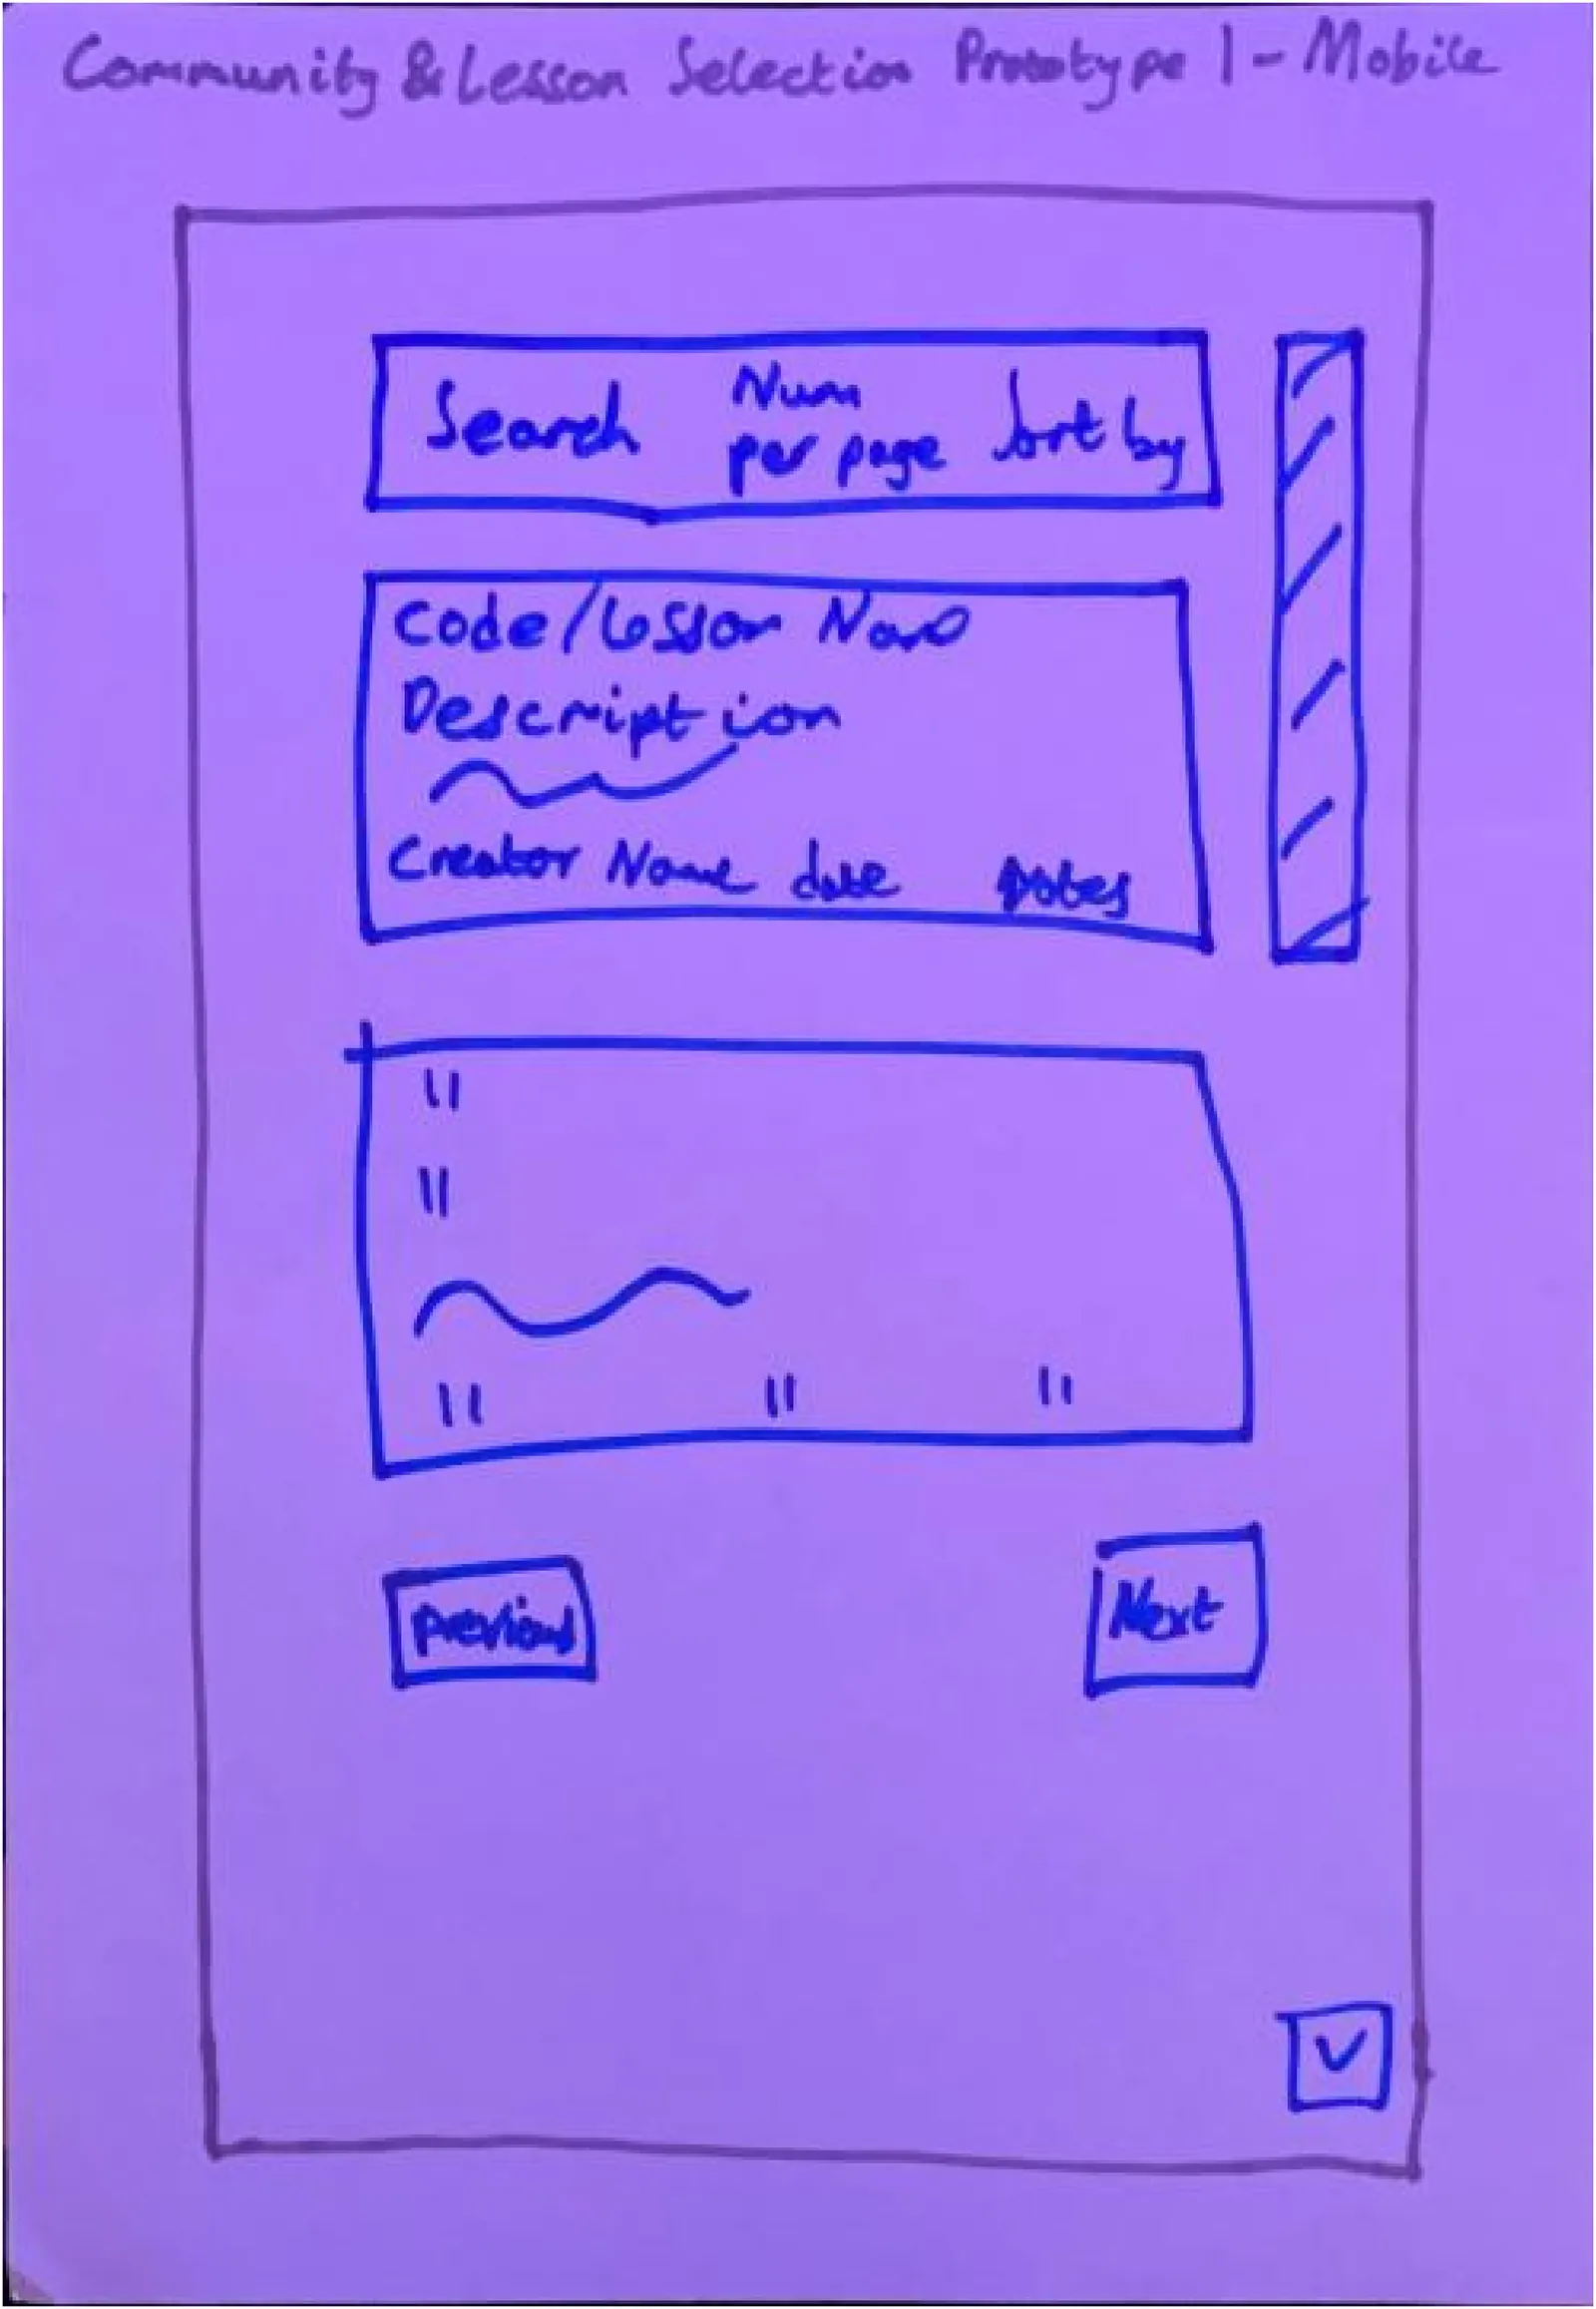 Community & Lesson Selection Prototype 1 - Mobile
Search Num per page Sort by
Code/Lesson Name
Description
Creator Name date
"
"
" " "
Previous Next